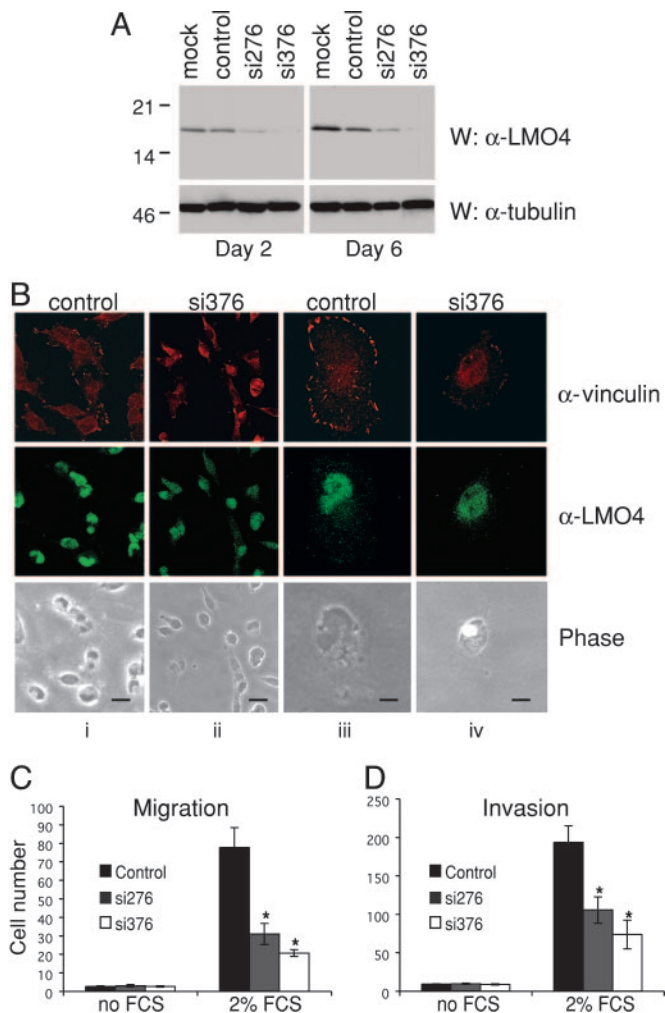 A
mock control si276 si376 mock control si276 si376
21
14
W: α-LMO4
46
W: α-tubulin
Day 2 Day 6
B
control si376 control si376
α-vinculin
α-LMO4
Phase
i ii iii iv
C
Migration
Cell number
100
90
80
70
60
50
40
30
20
10
0
Control
si276
si376
* *
no FCS 2% FCS
D
Invasion
250
200
150
100
50
0
Control
si276
si376
* *
no FCS 2% FCS